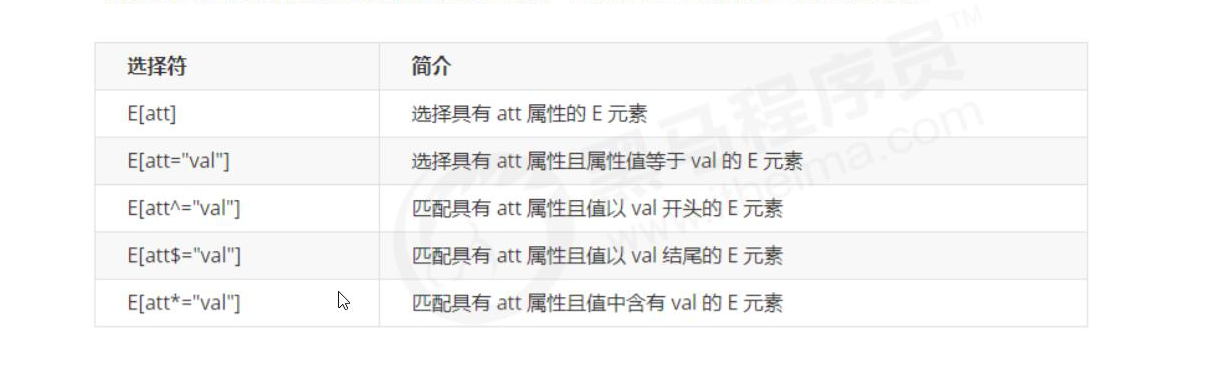 选择符 简介
E[att] 选择具有 att 属性的 E 元素
E[att="val"] 选择具有 att 属性且属性值等于 val 的 E 元素
E[att^="val"] 匹配具有 att 属性且值以 val 开头的 E 元素
E[att$="val"] 匹配具有 att 属性且值以 val 结尾的 E 元素
E[att*="val"] 匹配具有 att 属性且值中含有 val 的 E 元素
黑马程序员™
www.itheima.com